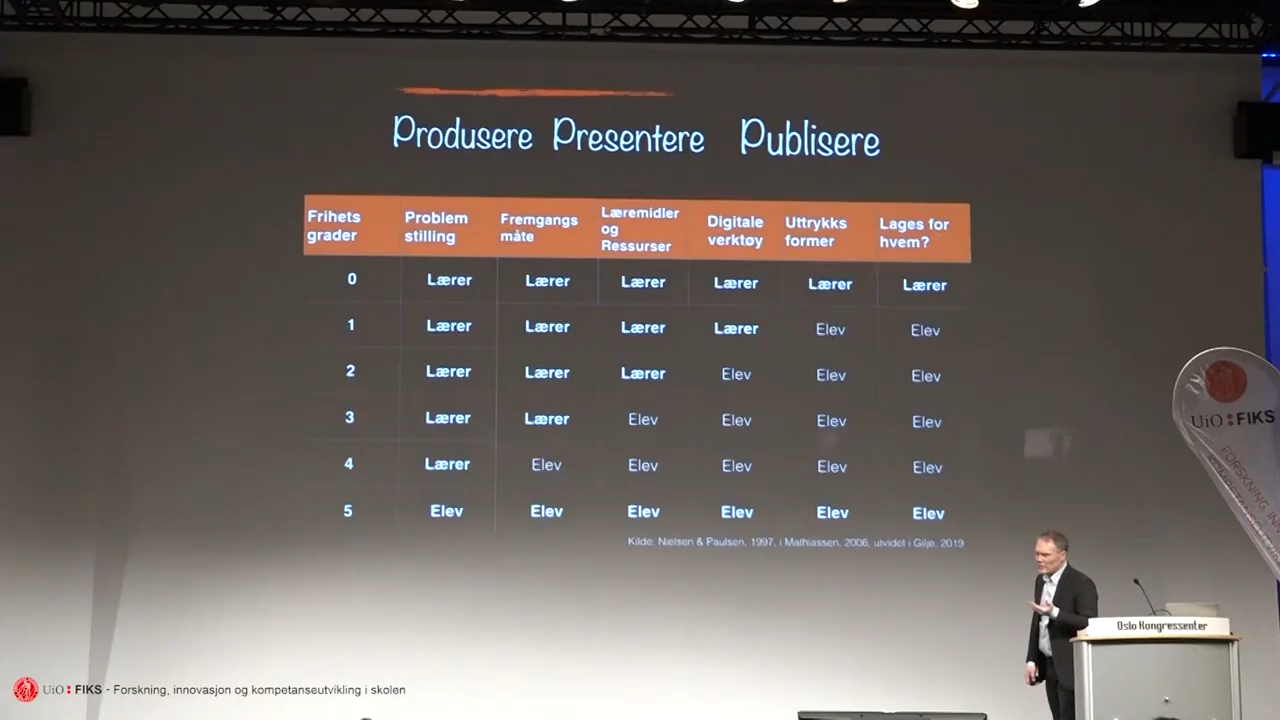 Produsere Presentere Publisere
Frihets grader Problem stilling Fremgangs måte Læremidler og Ressurser Digitale verktøy Uttrykks former Lages for hvem?
0 Lærer Lærer Lærer Lærer Lærer Lærer
1 Lærer Lærer Lærer Lærer Elev Elev
2 Lærer Lærer Lærer Elev Elev Elev
3 Lærer Lærer Elev Elev Elev Elev
4 Lærer Elev Elev Elev Elev Elev
5 Elev Elev Elev Elev Elev Elev
Kilde: Nielsen & Paulsen, 1997, i Mathiassen, 2006, utvidet i Gilje, 2019
UiO:FIKS
FORSKNING,
Oslo Kongressenter
UiO:FIKS - Forskning, innovasjon og kompetanseutvikling i skolen